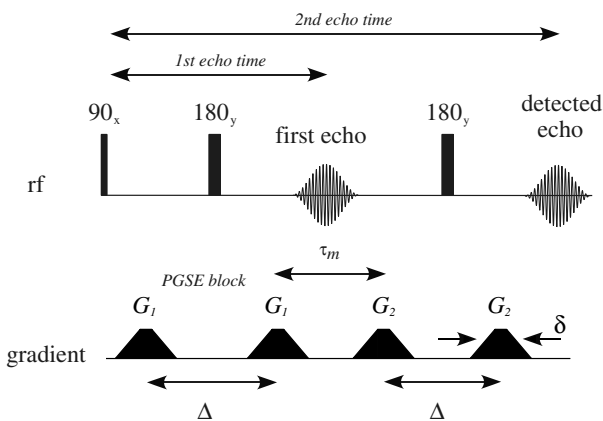 2nd echo time
1st echo time
90x
180y
first echo
180y
detected
echo
rf
τm
PGSE block
G1
G1
G2
G2
δ
gradient
Δ
Δ